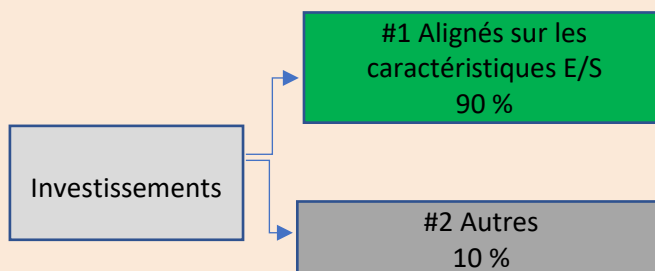 #1 Alignés sur les
caractéristiques E/S
90 %
Investissements
#2 Autres
10 %